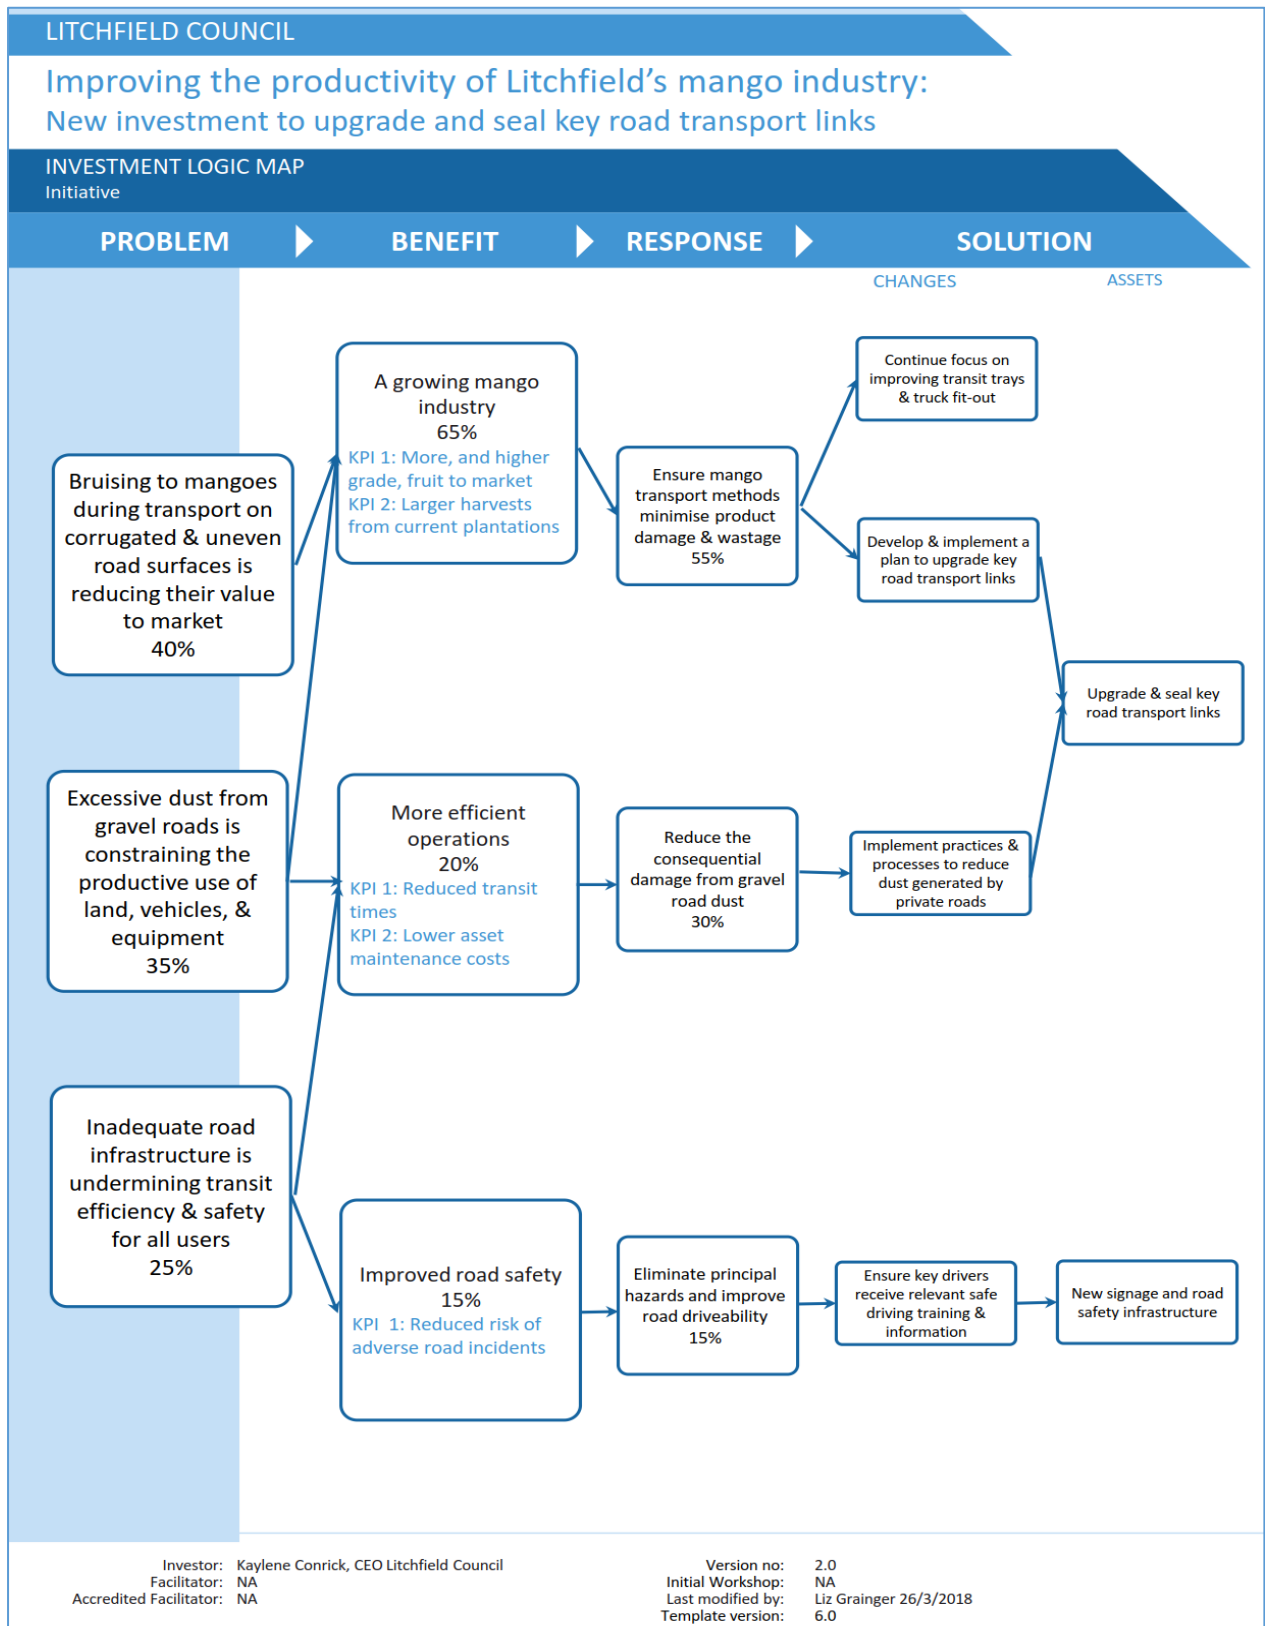 LITCHFIELD COUNCIL
Improving the productivity of Litchfield’s mango industry:
New investment to upgrade and seal key road transport links
INVESTMENT LOGIC MAP
Initiative
PROBLEM
BENEFIT
RESPONSE
SOLUTION
CHANGES
ASSETS
Bruising to mangoes
during transport on
corrugated & uneven
road surfaces is
reducing their value
to market
40%
Excessive dust from
gravel roads is
constraining the
productive use of
land, vehicles, &
equipment
35%
Inadequate road
infrastructure is
undermining transit
efficiency & safety
for all users
25%
A growing mango
industry
65%
KPI 1: More, and higher
grade, fruit to market
KPI 2: Larger harvests
from current plantations
More efficient
operations
20%
KPI 1: Reduced transit
times
KPI 2: Lower asset
maintenance costs
Improved road safety
15%
KPI  1: Reduced risk of
adverse road incidents
Ensure mango
transport methods
minimise product
damage & wastage
55%
Reduce the
consequential
damage from gravel
road dust
30%
Eliminate principal
hazards and improve
road driveability
15%
Continue focus on
improving transit trays
& truck fit-out
Develop & implement a
plan to upgrade key
road transport links
Implement practices &
processes to reduce
dust generated by
private roads
Ensure key drivers
receive relevant safe
driving training &
information
Upgrade & seal key
road transport links
New signage and road
safety infrastructure
Investor: Kaylene Conrick, CEO Litchfield Council
Facilitator: NA
Accredited Facilitator: NA
Version no: 2.0
Initial Workshop: NA
Last modified by: Liz Grainger 26/3/2018
Template version: 6.0